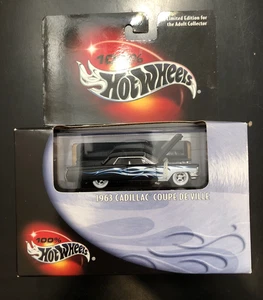 Limited Edition for
the Adult Collector
100%
Hot Wheels
1963 CADILLAC COUPE DE VILLE
100%
Hot Wheels